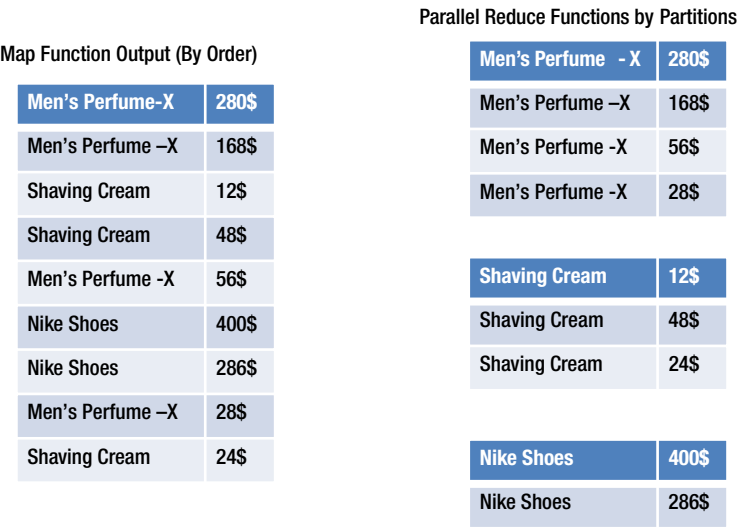 Map Function Output (By Order)
Men's Perfume-X 280$
Men's Perfume –X 168$
Shaving Cream 12$
Shaving Cream 48$
Men's Perfume -X 56$
Nike Shoes 400$
Nike Shoes 286$
Men's Perfume –X 28$
Shaving Cream 24$
Parallel Reduce Functions by Partitions
Men's Perfume - X 280$
Men's Perfume –X 168$
Men's Perfume -X 56$
Men's Perfume -X 28$
Shaving Cream 12$
Shaving Cream 48$
Shaving Cream 24$
Nike Shoes 400$
Nike Shoes 286$